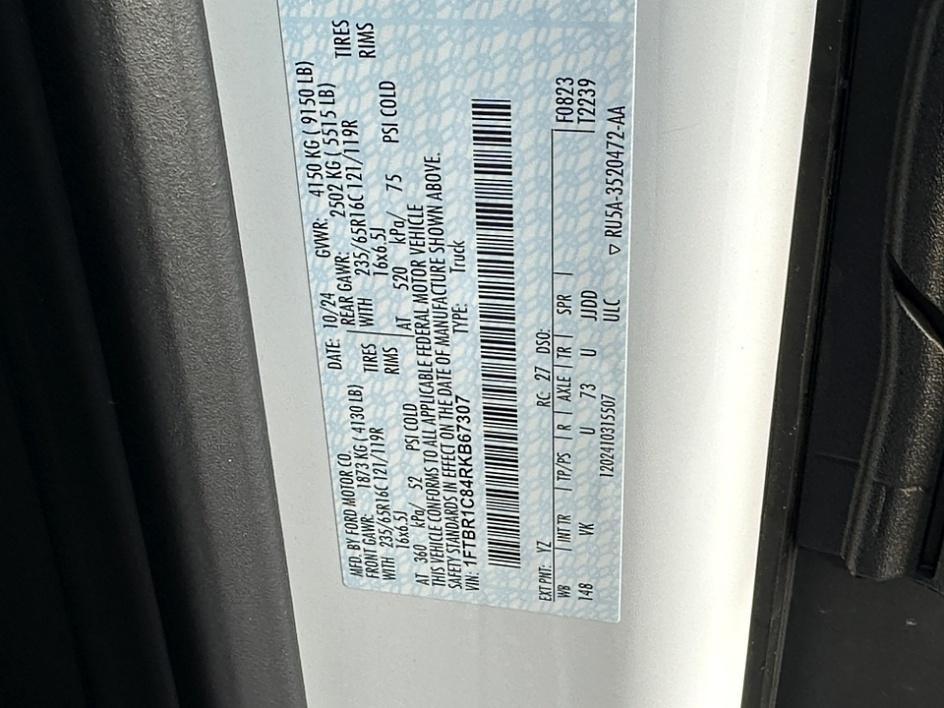 MFD. BY FORD MOTOR CO.
DATE: 10/24 GVWR: 4150 KG ( 9150 LB)
FRONT GAWR: 1873 KG ( 4130 LB)
REAR GAWR: 2502 KG ( 5515 LB)
WITH 235/65R16C 121/119R TIRES
WITH 235/65R16C 121/119R TIRES
16x6.5J RIMS
16x6.5J RIMS
AT 360 kPa/ 52 PSI COLD
AT 520 kPa/ 75 PSI COLD
THIS VEHICLE CONFORMS TO ALL APPLICABLE FEDERAL MOTOR VEHICLE
SAFETY STANDARDS IN EFFECT ON THE DATE OF MANUFACTURE SHOWN ABOVE.
VIN: 1FTBR1C84RKB67307 TYPE: Truck
EXT PNT: YZ RC: 27 DSO: F0823
WB INT TR TP/PS R AXLE TR SPR T2239
148 VK U 73 U JJDD
ULC
1202410315507 ▽ RU5A-3520472-AA